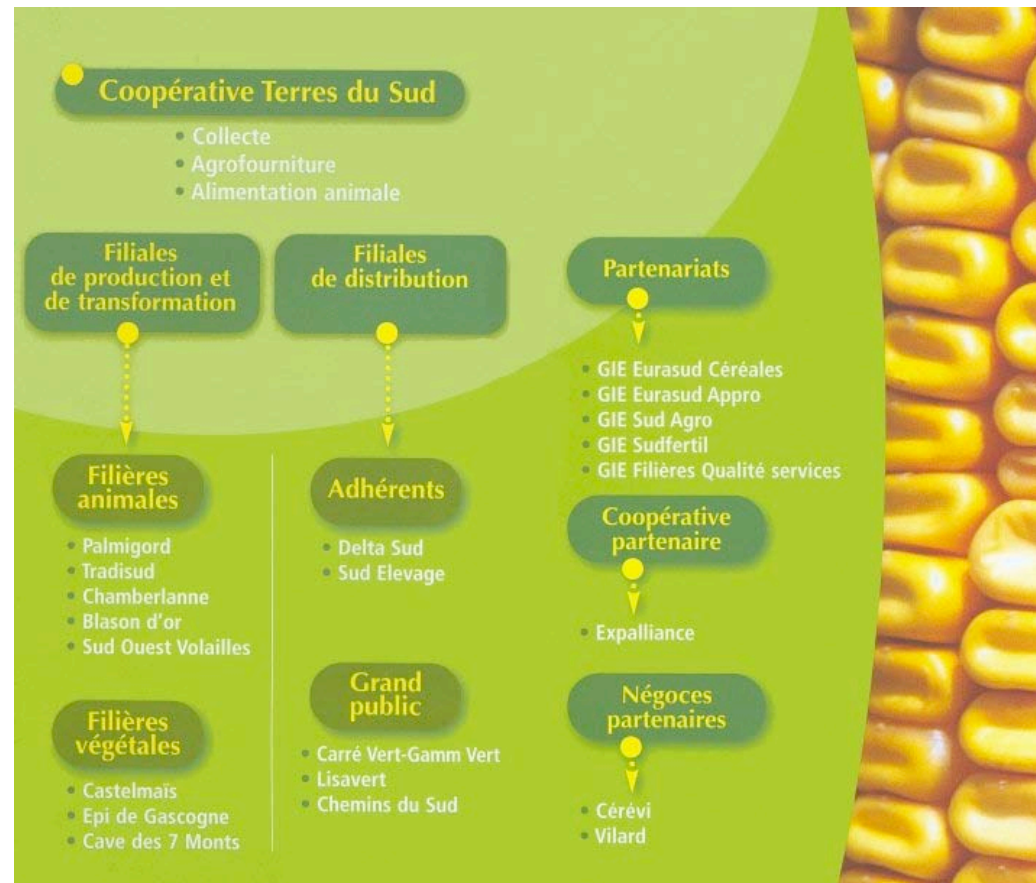 Coopérative Terres du Sud
• Collecte
• Agrofourniture
• Alimentation animale
Filiales
de production et
de transformation
Filières
animales
• Palmigord
• Tradisud
• Chamberlanne
• Blason d'or
• Sud Ouest Volailles
Filières
végétales
• Castelmaïs
• Epi de Gascogne
• Cave des 7 Monts
Filiales
de distribution
Adhérents
• Delta Sud
• Sud Elevage
Grand
public
• Carré Vert-Gamm Vert
• Lisavert
• Chemins du Sud
Partenariats
• GIE Eurasud Céréales
• GIE Eurasud Appro
• GIE Sud Agro
• GIE Sudfertil
• GIE Filières Qualité services
Coopérative
partenaire
• Expalliance
Négoces
partenaires
• Cérévi
• Vilard